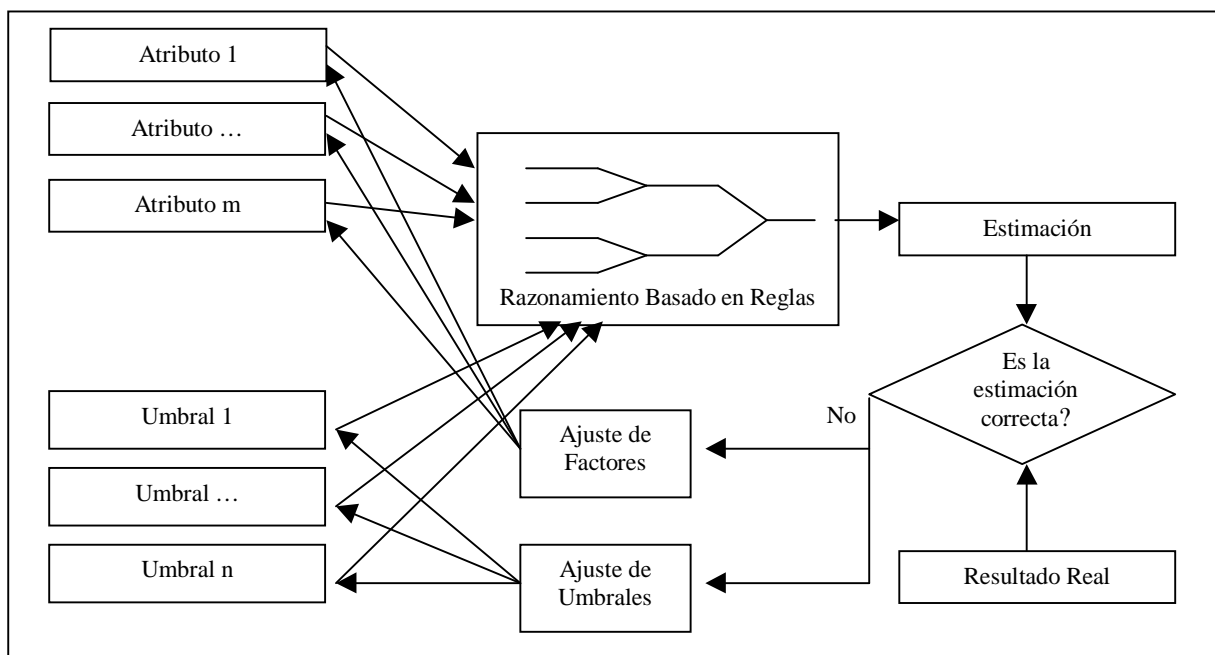 Atributo 1
Atributo …
Atributo m
Razonamiento Basado en Reglas
Estimación
Es la
estimación
correcta?
No
Umbral 1
Umbral …
Umbral n
Ajuste de
Factores
Ajuste de
Umbrales
Resultado Real